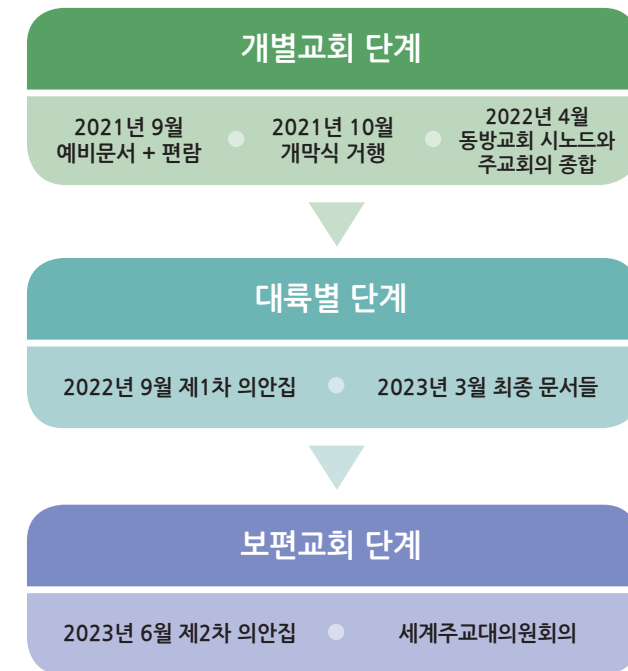 개별교회 단계
2021년 9월
예비문서 + 편람
2021년 10월
개막식 거행
2022년 4월
동방교회 시노드와
주교회의 종합
대륙별 단계
2022년 9월 제1차 의안집
2023년 3월 최종 문서들
보편교회 단계
2023년 6월 제2차 의안집
세계주교대의원회의